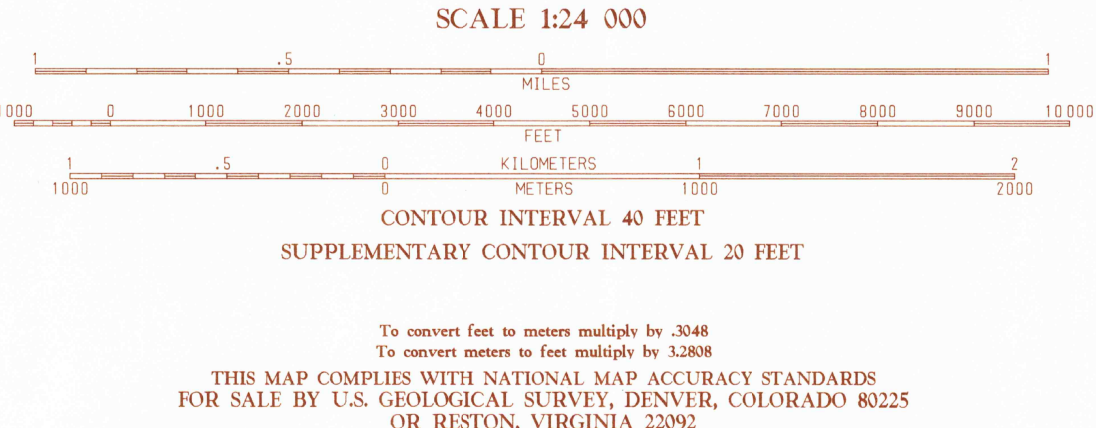 SCALE 1:24 000
1 .5 0 1
MILES
1000 0 1000 2000 3000 4000 5000 6000 7000 8000 9000 10 000
FEET
1 .5 0 KILOMETERS 1 2
1000 0 METERS 1000 2000
CONTOUR INTERVAL 40 FEET
SUPPLEMENTARY CONTOUR INTERVAL 20 FEET
To convert feet to meters multiply by .3048
To convert meters to feet multiply by 3.2808
THIS MAP COMPLIES WITH NATIONAL MAP ACCURACY STANDARDS
FOR SALE BY U.S. GEOLOGICAL SURVEY, DENVER, COLORADO 80225
OR RESTON, VIRGINIA 22092